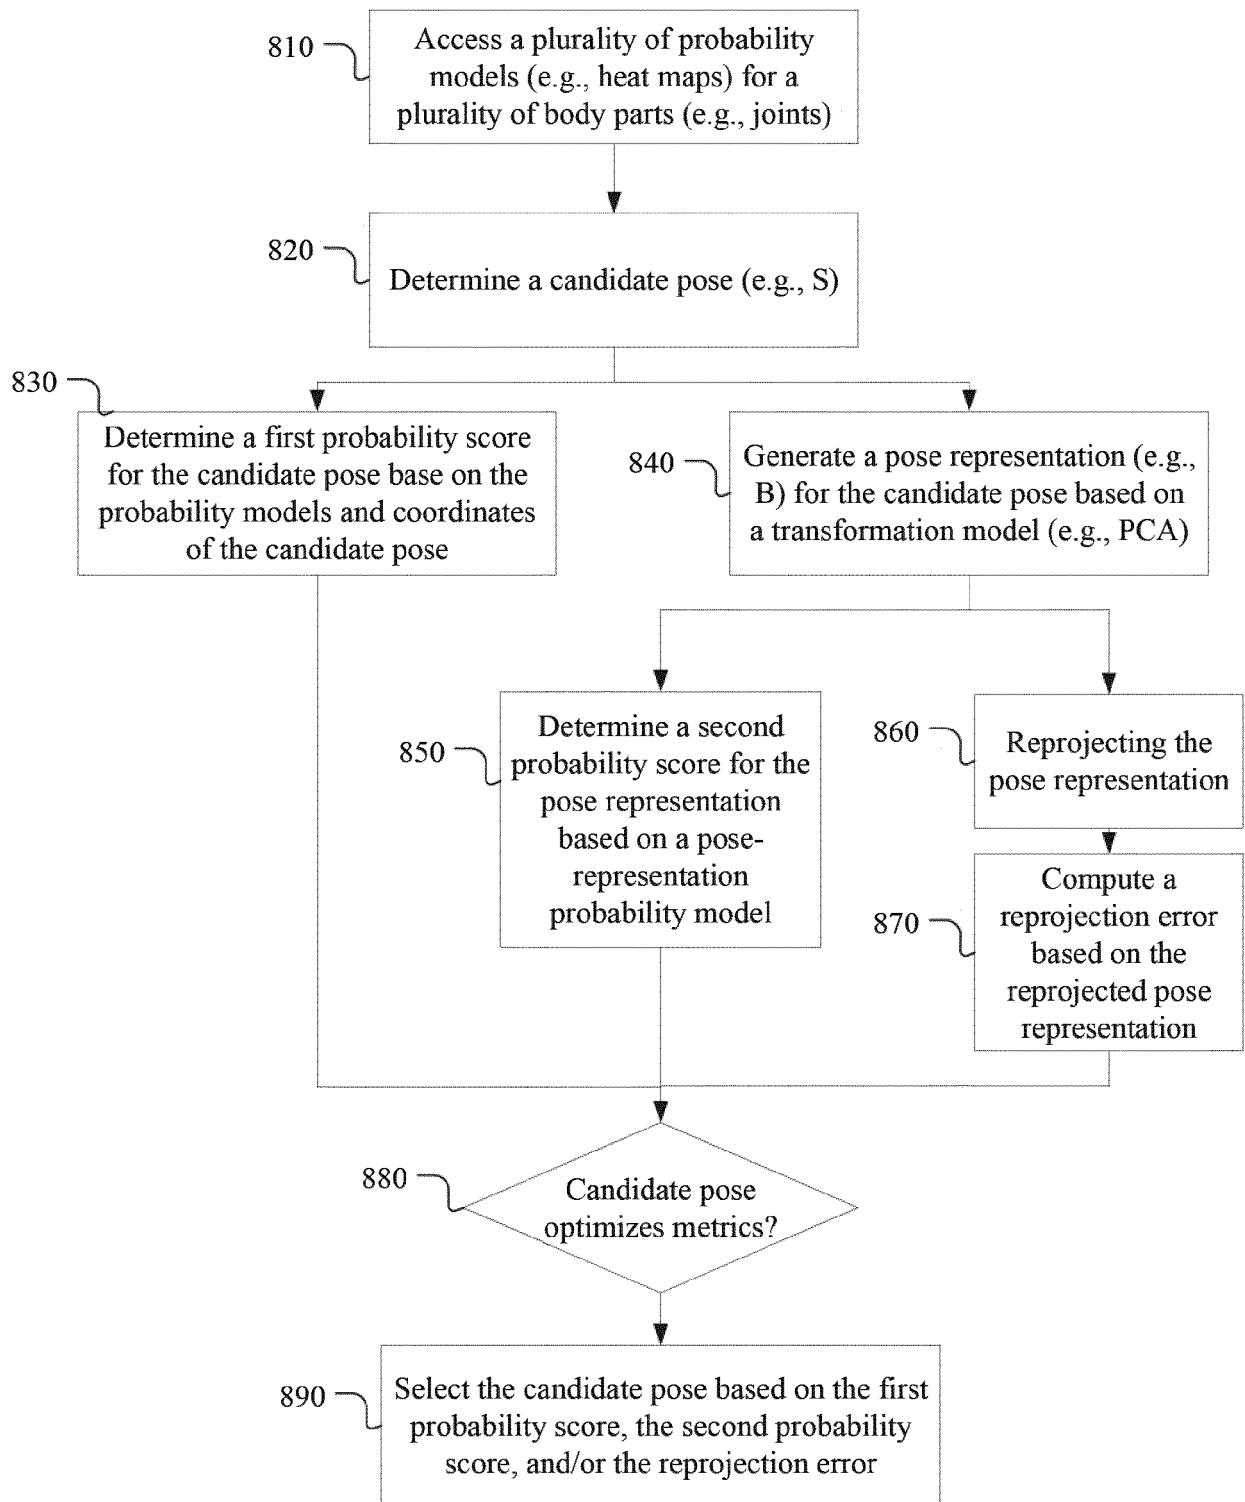 810
Access a plurality of probability
models (e.g., heat maps) for a
plurality of body parts (e.g., joints)
820
Determine a candidate pose (e.g., S)
830
Determine a first probability score
for the candidate pose base on the
probability models and coordinates
of the candidate pose
840
Generate a pose representation (e.g.,
B) for the candidate pose based on
a transformation model (e.g., PCA)
850
Determine a second
probability score for the
pose representation
based on a pose-
representation
probability model
860
Reprojecting the
pose representation
870
Compute a
reprojection error
based on the
reprojected pose
representation
880
Candidate pose
optimizes metrics?
890
Select the candidate pose based on the first
probability score, the second probability
score, and/or the reprojection error